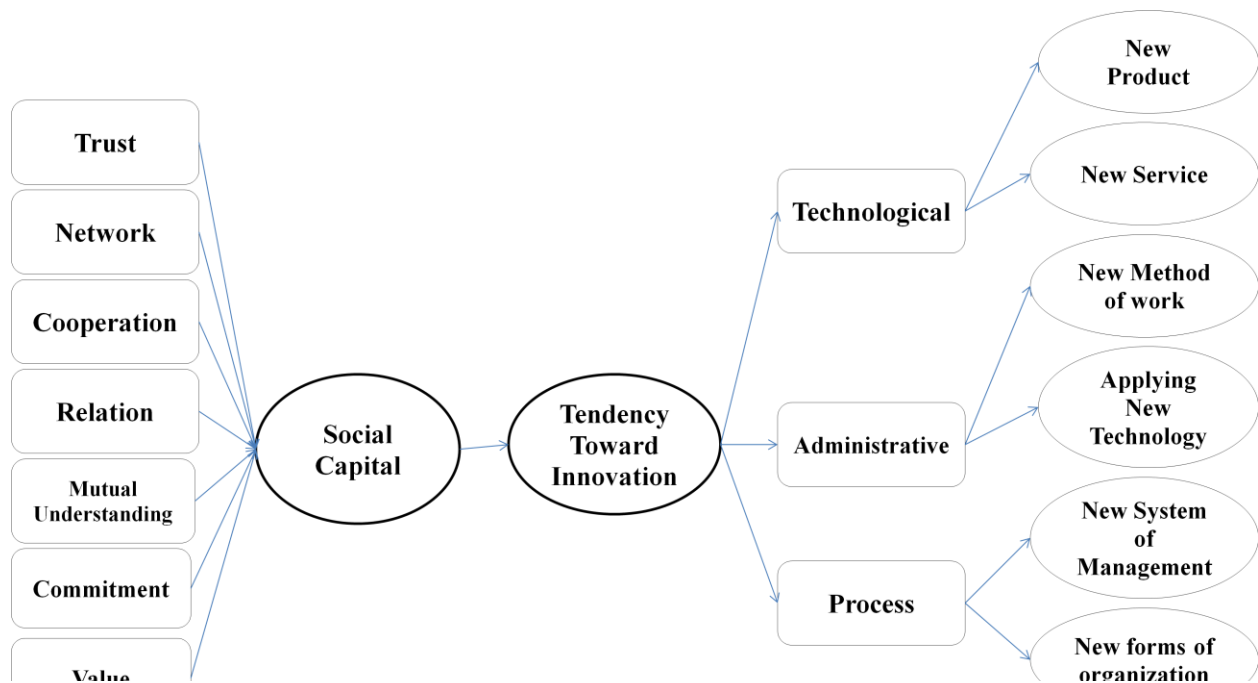 Trust
Network
Cooperation
Relation
Mutual
Understanding
Commitment
Value
Social
Capital
Tendency
Toward
Innovation
Technological
Administrative
Process
New
Product
New Service
New Method
of work
Applying
New
Technology
New System
of
Management
New forms of
organization